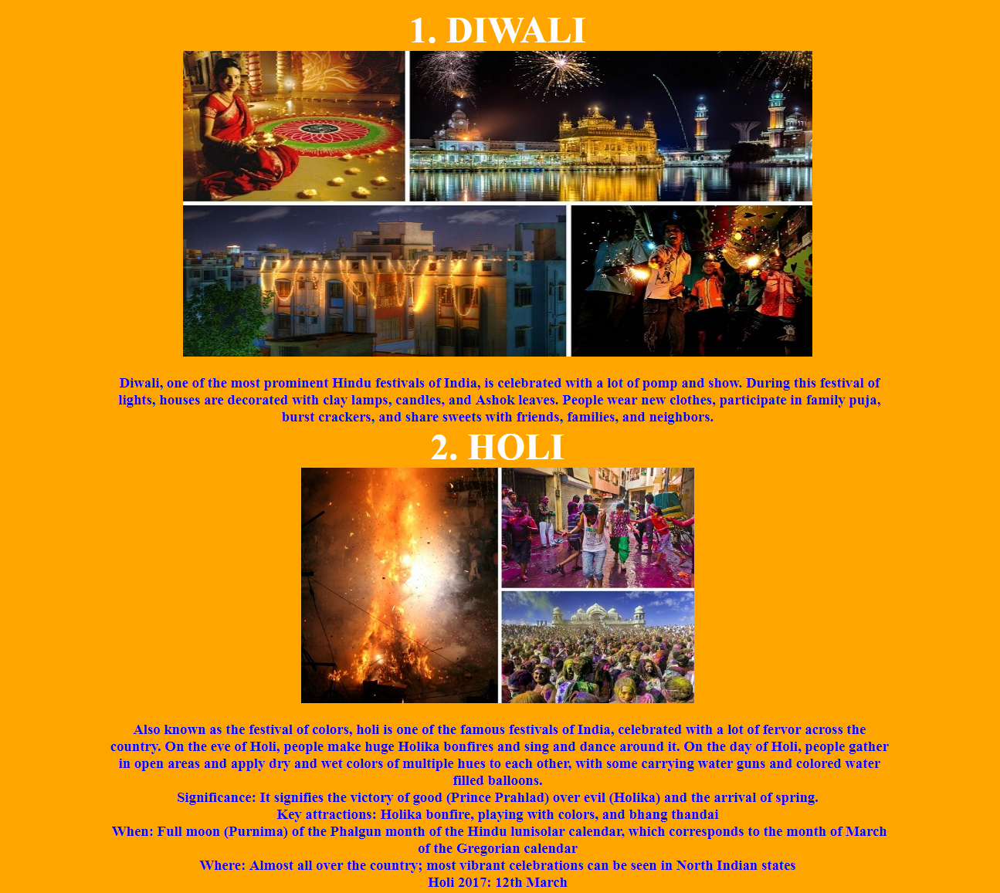 1. DIWALI
Diwali, one of the most prominent Hindu festivals of India, is celebrated with a lot of pomp and show. During this festival of
lights, houses are decorated with clay lamps, candles, and Ashok leaves. People wear new clothes, participate in family puja,
burst crackers, and share sweets with friends, families, and neighbors.
2. HOLI
Also known as the festival of colors, holi is one of the famous festivals of India, celebrated with a lot of fervor across the
country. On the eve of Holi, people make huge Holika bonfires and sing and dance around it. On the day of Holi, people gather
in open areas and apply dry and wet colors of multiple hues to each other, with some carrying water guns and colored water
filled balloons.
Significance: It signifies the victory of good (Prince Prahlad) over evil (Holika) and the arrival of spring.
Key attractions: Holika bonfire, playing with colors, and bhang thandai
When: Full moon (Purnima) of the Phalgun month of the Hindu lunisolar calendar, which corresponds to the month of March
of the Gregorian calendar
Where: Almost all over the country; most vibrant celebrations can be seen in North Indian states
Holi 2017: 12th March